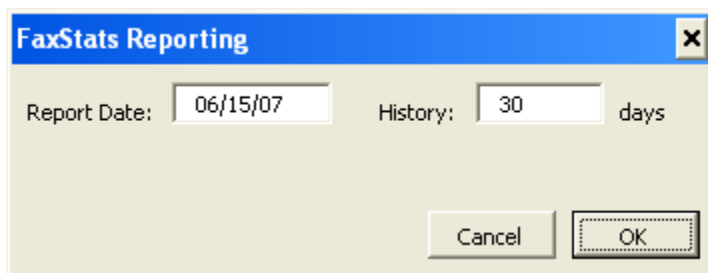 FaxStats Reporting
Report Date: 06/15/07 History: 30 days
Cancel OK